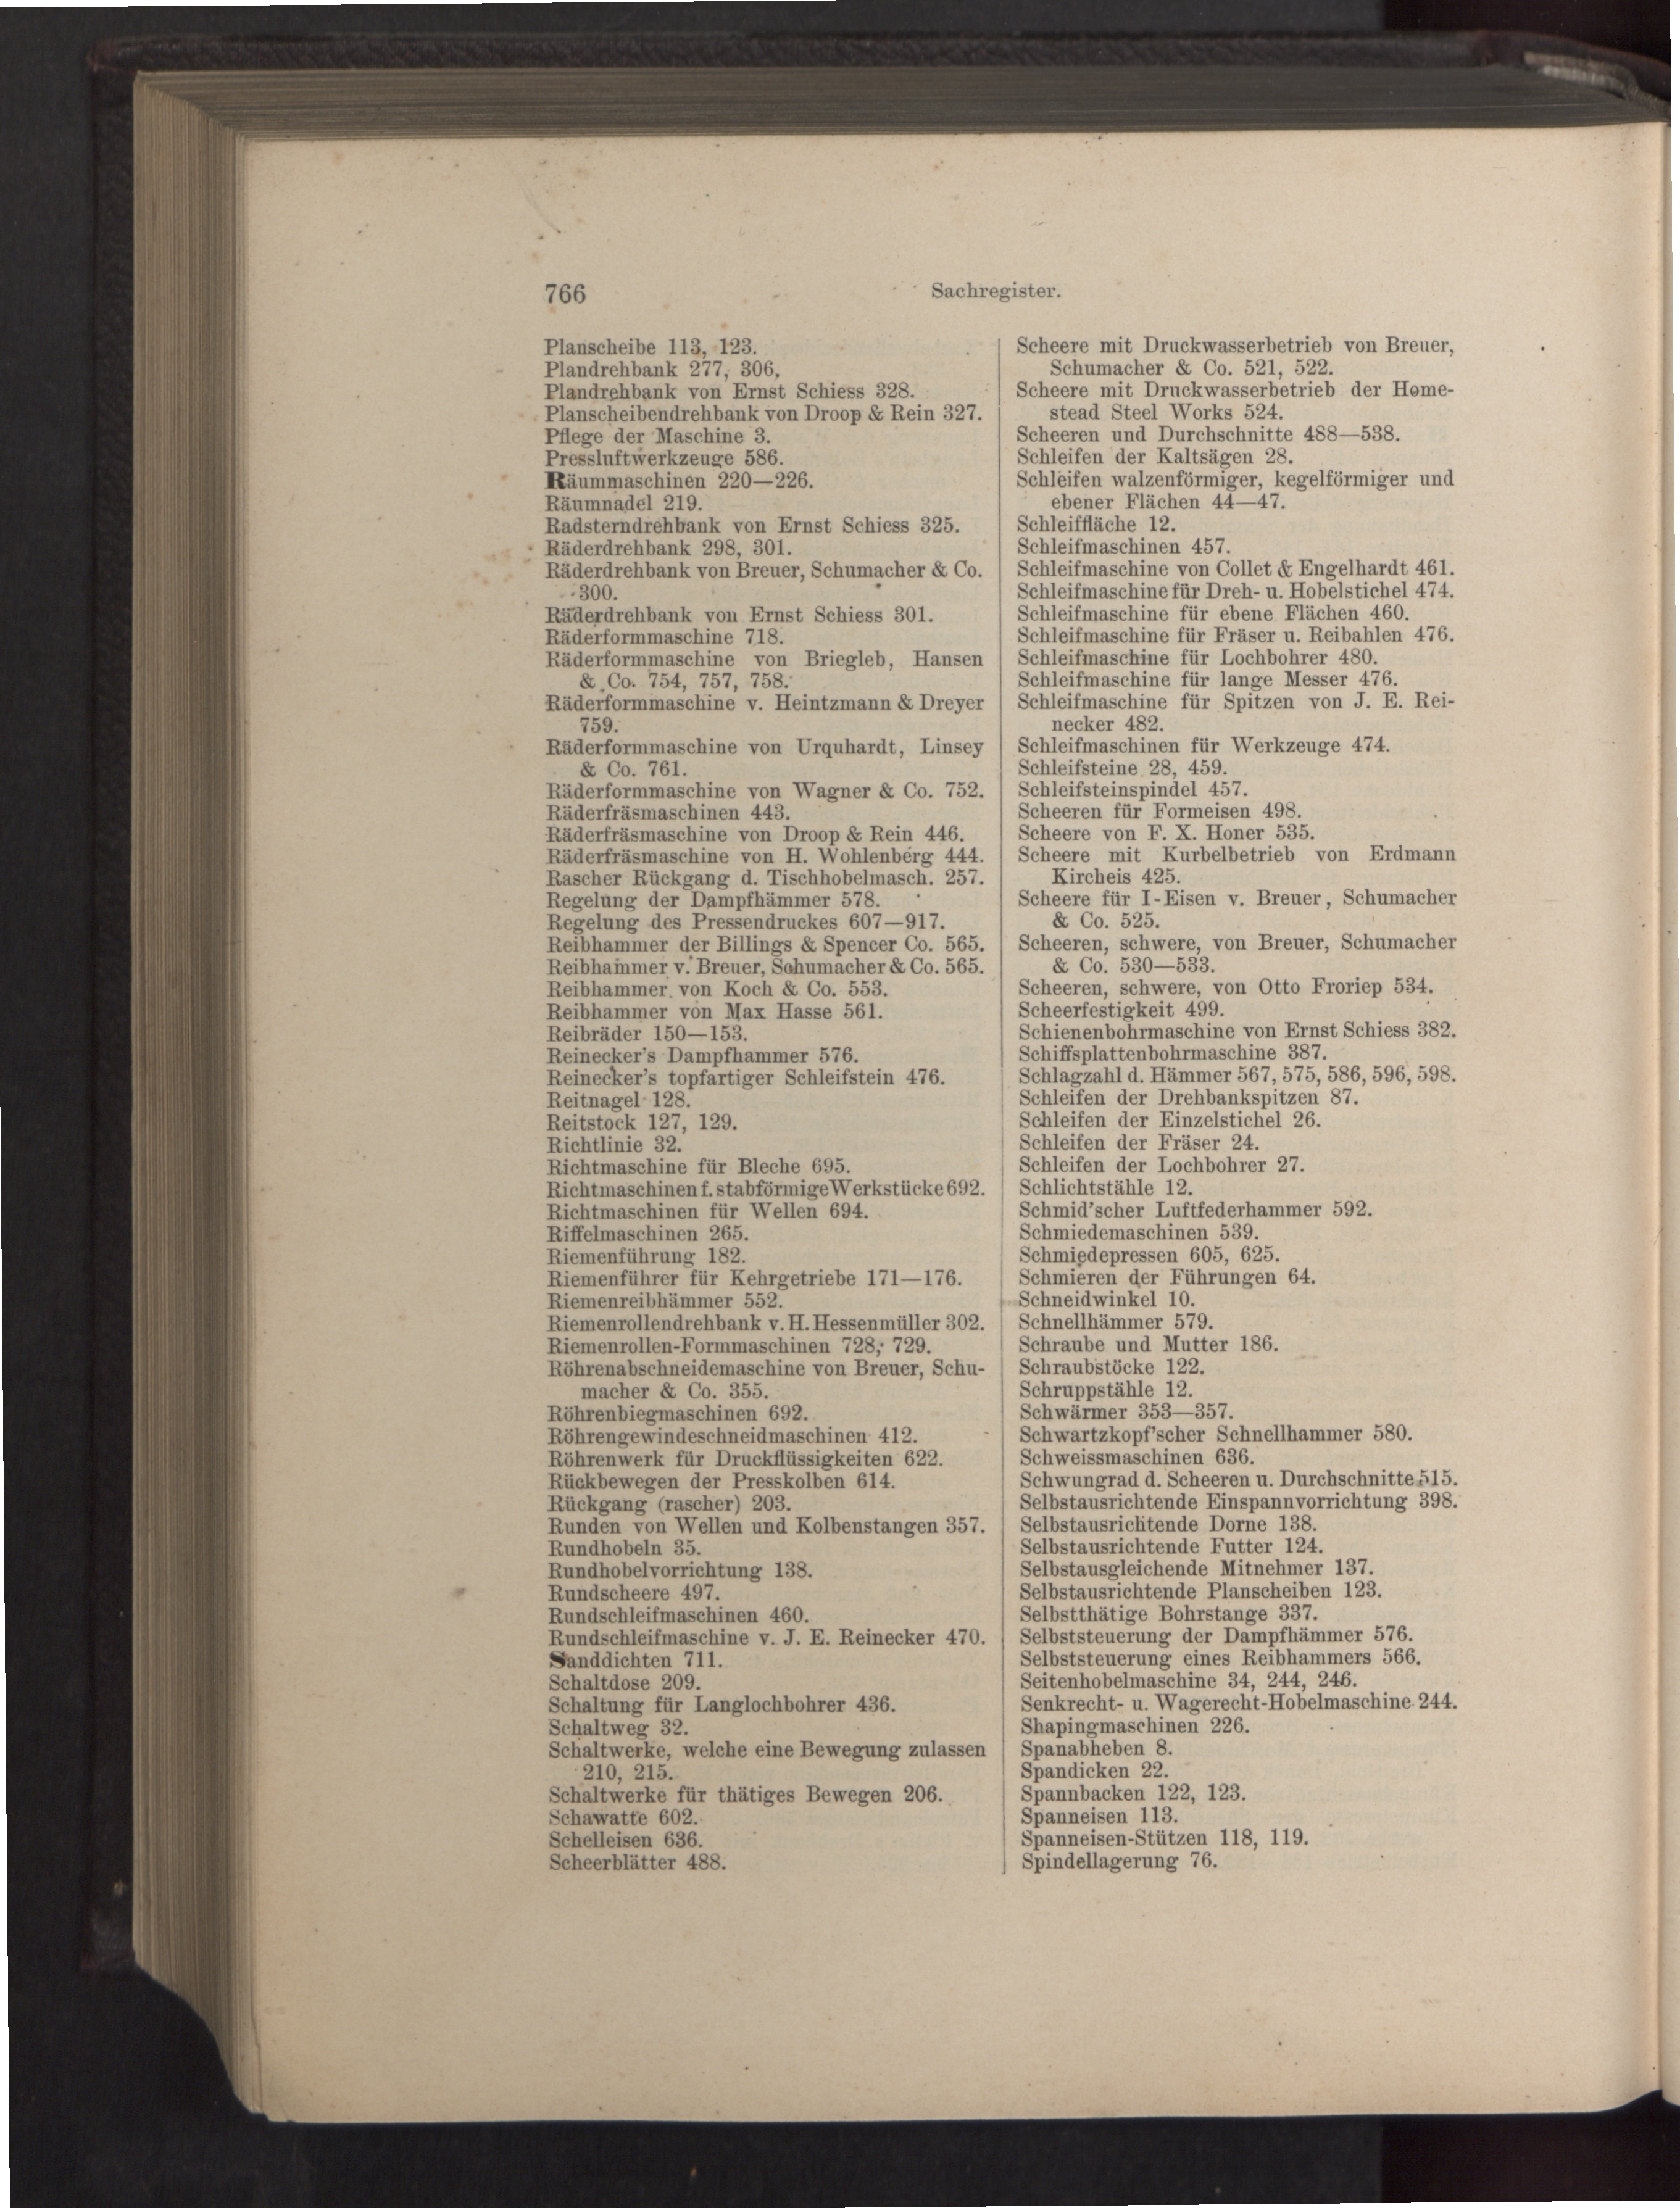 766
Sachregister.
Planscheibe 113, 123.
Plandrehbank 277, 306.
Plandrehbank von Ernst Schiess 328.
Planscheibendrehbank von Droop & Rein 327.
Pflege der Maschine 3.
Pressluftwerkzeuge 586.
Räummaschinen 220—226.
Räumnadel 219.
Radsterndrehbank von Ernst Schiess 325.
Räderdrehbank 298, 301.
Räderdrehbank von Breuer, Schumacher & Co.
300.
Räderdrehbank von Ernst Schiess 301.
Räderformmaschine 718.
Räderformmaschine von Briegleb, Hansen
& Co. 754, 757, 758.
Räderformmaschine v. Heintzmann & Dreyer
759.
Räderformmaschine von Urquhardt, Linsey
& Co. 761.
Räderformmaschine von Wagner & Co. 752.
Räderfräsmaschinen 443.
Räderfräsmaschine von Droop & Rein 446.
Räderfräsmaschine von H. Wohlenberg 444.
Rascher Rückgang d. Tischhobelmasch. 257.
Regelung der Dampfhämmer 578.
Regelung des Pressendruckes 607—917.
Reibhammer der Billings & Spencer Co. 565.
Reibhammer v. Breuer, Schumacher & Co. 565.
Reibhammer von Koch & Co. 553.
Reibhammer von Max Hasse 561.
Reibräder 150—153.
Reinecker's Dampfhammer 576.
Reinecker's topfartiger Schleifstein 476.
Reitnagel 128.
Reitstock 127, 129.
Richtlinie 32.
Richtmaschine für Bleche 695.
Richtmaschinen f. stabförmige Werkstücke 692.
Richtmaschinen für Wellen 694.
Riffelmaschinen 265.
Riemenführung 182.
Riemenführer für Kehrgetriebe 171—176.
Riemenreibhämmer 552.
Riemenrollendrehbank v. H. Hessenmüller 302.
Riemenrollen-Formmaschinen 728, 729.
Röhrenabschneidemaschine von Breuer, Schu-
macher & Co. 355.
Röhrenbiegmaschinen 692.
Röhrengewindeschneidmaschinen 412.
Röhrenwerk für Druckflüssigkeiten 622.
Rückbewegen der Presskolben 614.
Rückgang (rascher) 203.
Runden von Wellen und Kolbenstangen 357.
Rundhobeln 35.
Rundhobelvorrichtung 138.
Rundscheere 497.
Rundschleifmaschinen 460.
Rundschleifmaschine v. J. E. Reinecker 470.
Sanddichten 711.
Schaltdose 209.
Schaltung für Langlochbohrer 436.
Schaltweg 32.
Schaltwerke, welche eine Bewegung zulassen
210, 215.
Schaltwerke für thätiges Bewegen 206.
Schawatte 602.
Schelleisen 636.
Scheerblätter 488.
Scheere mit Druckwasserbetrieb von Breuer,
Schumacher & Co. 521, 522.
Scheere mit Druckwasserbetrieb der Home-
stead Steel Works 524.
Scheeren und Durchschnitte 488—538.
Schleifen der Kaltsägen 28.
Schleifen walzenförmiger, kegelförmiger und
ebener Flächen 44—47.
Schleiffläche 12.
Schleifmaschinen 457.
Schleifmaschine von Collet & Engelhardt 461.
Schleifmaschine für Dreh- u. Hobelstichel 474.
Schleifmaschine für ebene Flächen 460.
Schleifmaschine für Fräser u. Reibahlen 476.
Schleifmaschine für Lochbohrer 480.
Schleifmaschine für lange Messer 476.
Schleifmaschine für Spitzen von J. E. Rei-
necker 482.
Schleifmaschinen für Werkzeuge 474.
Schleifsteine 28, 459.
Schleifsteinspindel 457.
Scheeren für Formeisen 498.
Scheere von F. X. Honer 535.
Scheere mit Kurbelbetrieb von Erdmann
Kircheis 425.
Scheere für I-Eisen v. Breuer, Schumacher
& Co. 525.
Scheeren, schwere, von Breuer, Schumacher
& Co. 530—533.
Scheeren, schwere, von Otto Froriep 534.
Scheerfestigkeit 499.
Schienenbohrmaschine von Ernst Schiess 382.
Schiffsplattenbohrmaschine 387.
Schlagzahl d. Hämmer 567, 575, 586, 596, 598.
Schleifen der Drehbankspitzen 87.
Schleifen der Einzelstichel 26.
Schleifen der Fräser 24.
Schleifen der Lochbohrer 27.
Schlichtstähle 12.
Schmid'scher Luftfederhammer 592.
Schmiedemaschinen 539.
Schmiedepressen 605, 625.
Schmieren der Führungen 64.
Schneidwinkel 10.
Schnellhämmer 579.
Schraube und Mutter 186.
Schraubstöcke 122.
Schruppstähle 12.
Schwärmer 353—357.
Schwartzkopf'scher Schnellhammer 580.
Schweissmaschinen 636.
Schwungrad d. Scheeren u. Durchschnitte 515.
Selbstausrichtende Einspannvorrichtung 398.
Selbstausrichtende Dorne 138.
Selbstausrichtende Futter 124.
Selbstausgleichende Mitnehmer 137.
Selbstausrichtende Planscheiben 123.
Selbstthätige Bohrstange 337.
Selbststeuerung der Dampfhämmer 576.
Selbststeuerung eines Reibhammers 566.
Seitenhobelmaschine 34, 244, 246.
Senkrecht- u. Wagerecht-Hobelmaschine 244.
Shapingmaschinen 226.
Spanabheben 8.
Spandicken 22.
Spannbacken 122, 123.
Spanneisen 113.
Spanneisen-Stützen 118, 119.
Spindellagerung 76.